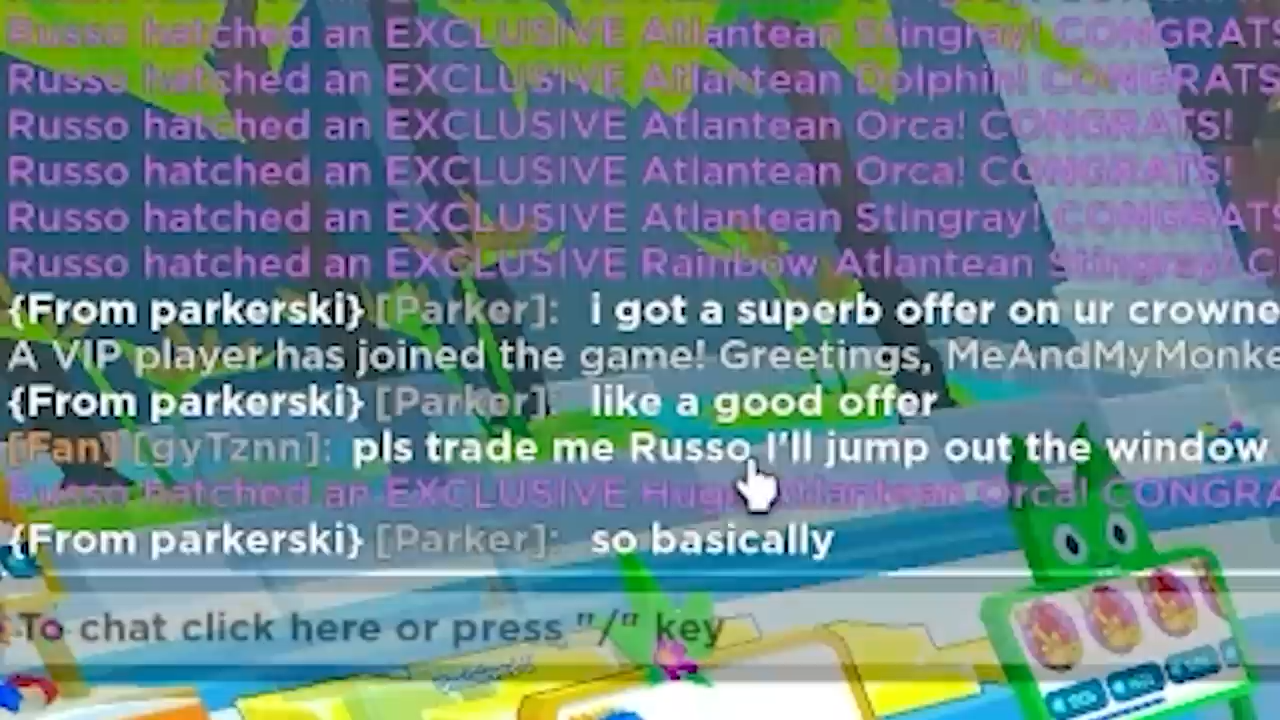 Russo hatched an EXCLUSIVE Atlantean Stingray! CONGRATS
Russo hatched an EXCLUSIVE Atlantean Dolphin! CONGRATS
Russo hatched an EXCLUSIVE Atlantean Orca! CONGRATS!
Russo hatched an EXCLUSIVE Atlantean Orca! CONGRATS!
Russo hatched an EXCLUSIVE Atlantean Stingray! CONGRATS
Russo hatched an EXCLUSIVE Rainbow Atlantean Stingray! C
{From parkerski} [Parker]: i got a superb offer on ur crowne
A VIP player has joined the game! Greetings, MeAndMyMonke
{From parkerski} [Parker]: like a good offer
[Fan] [gyTznn]: pls trade me Russo I'll jump out the window
Russo hatched an EXCLUSIVE Huge Atlantean Orca! CONGRA
{From parkerski} [Parker]: so basically
To chat click here or press "/" key